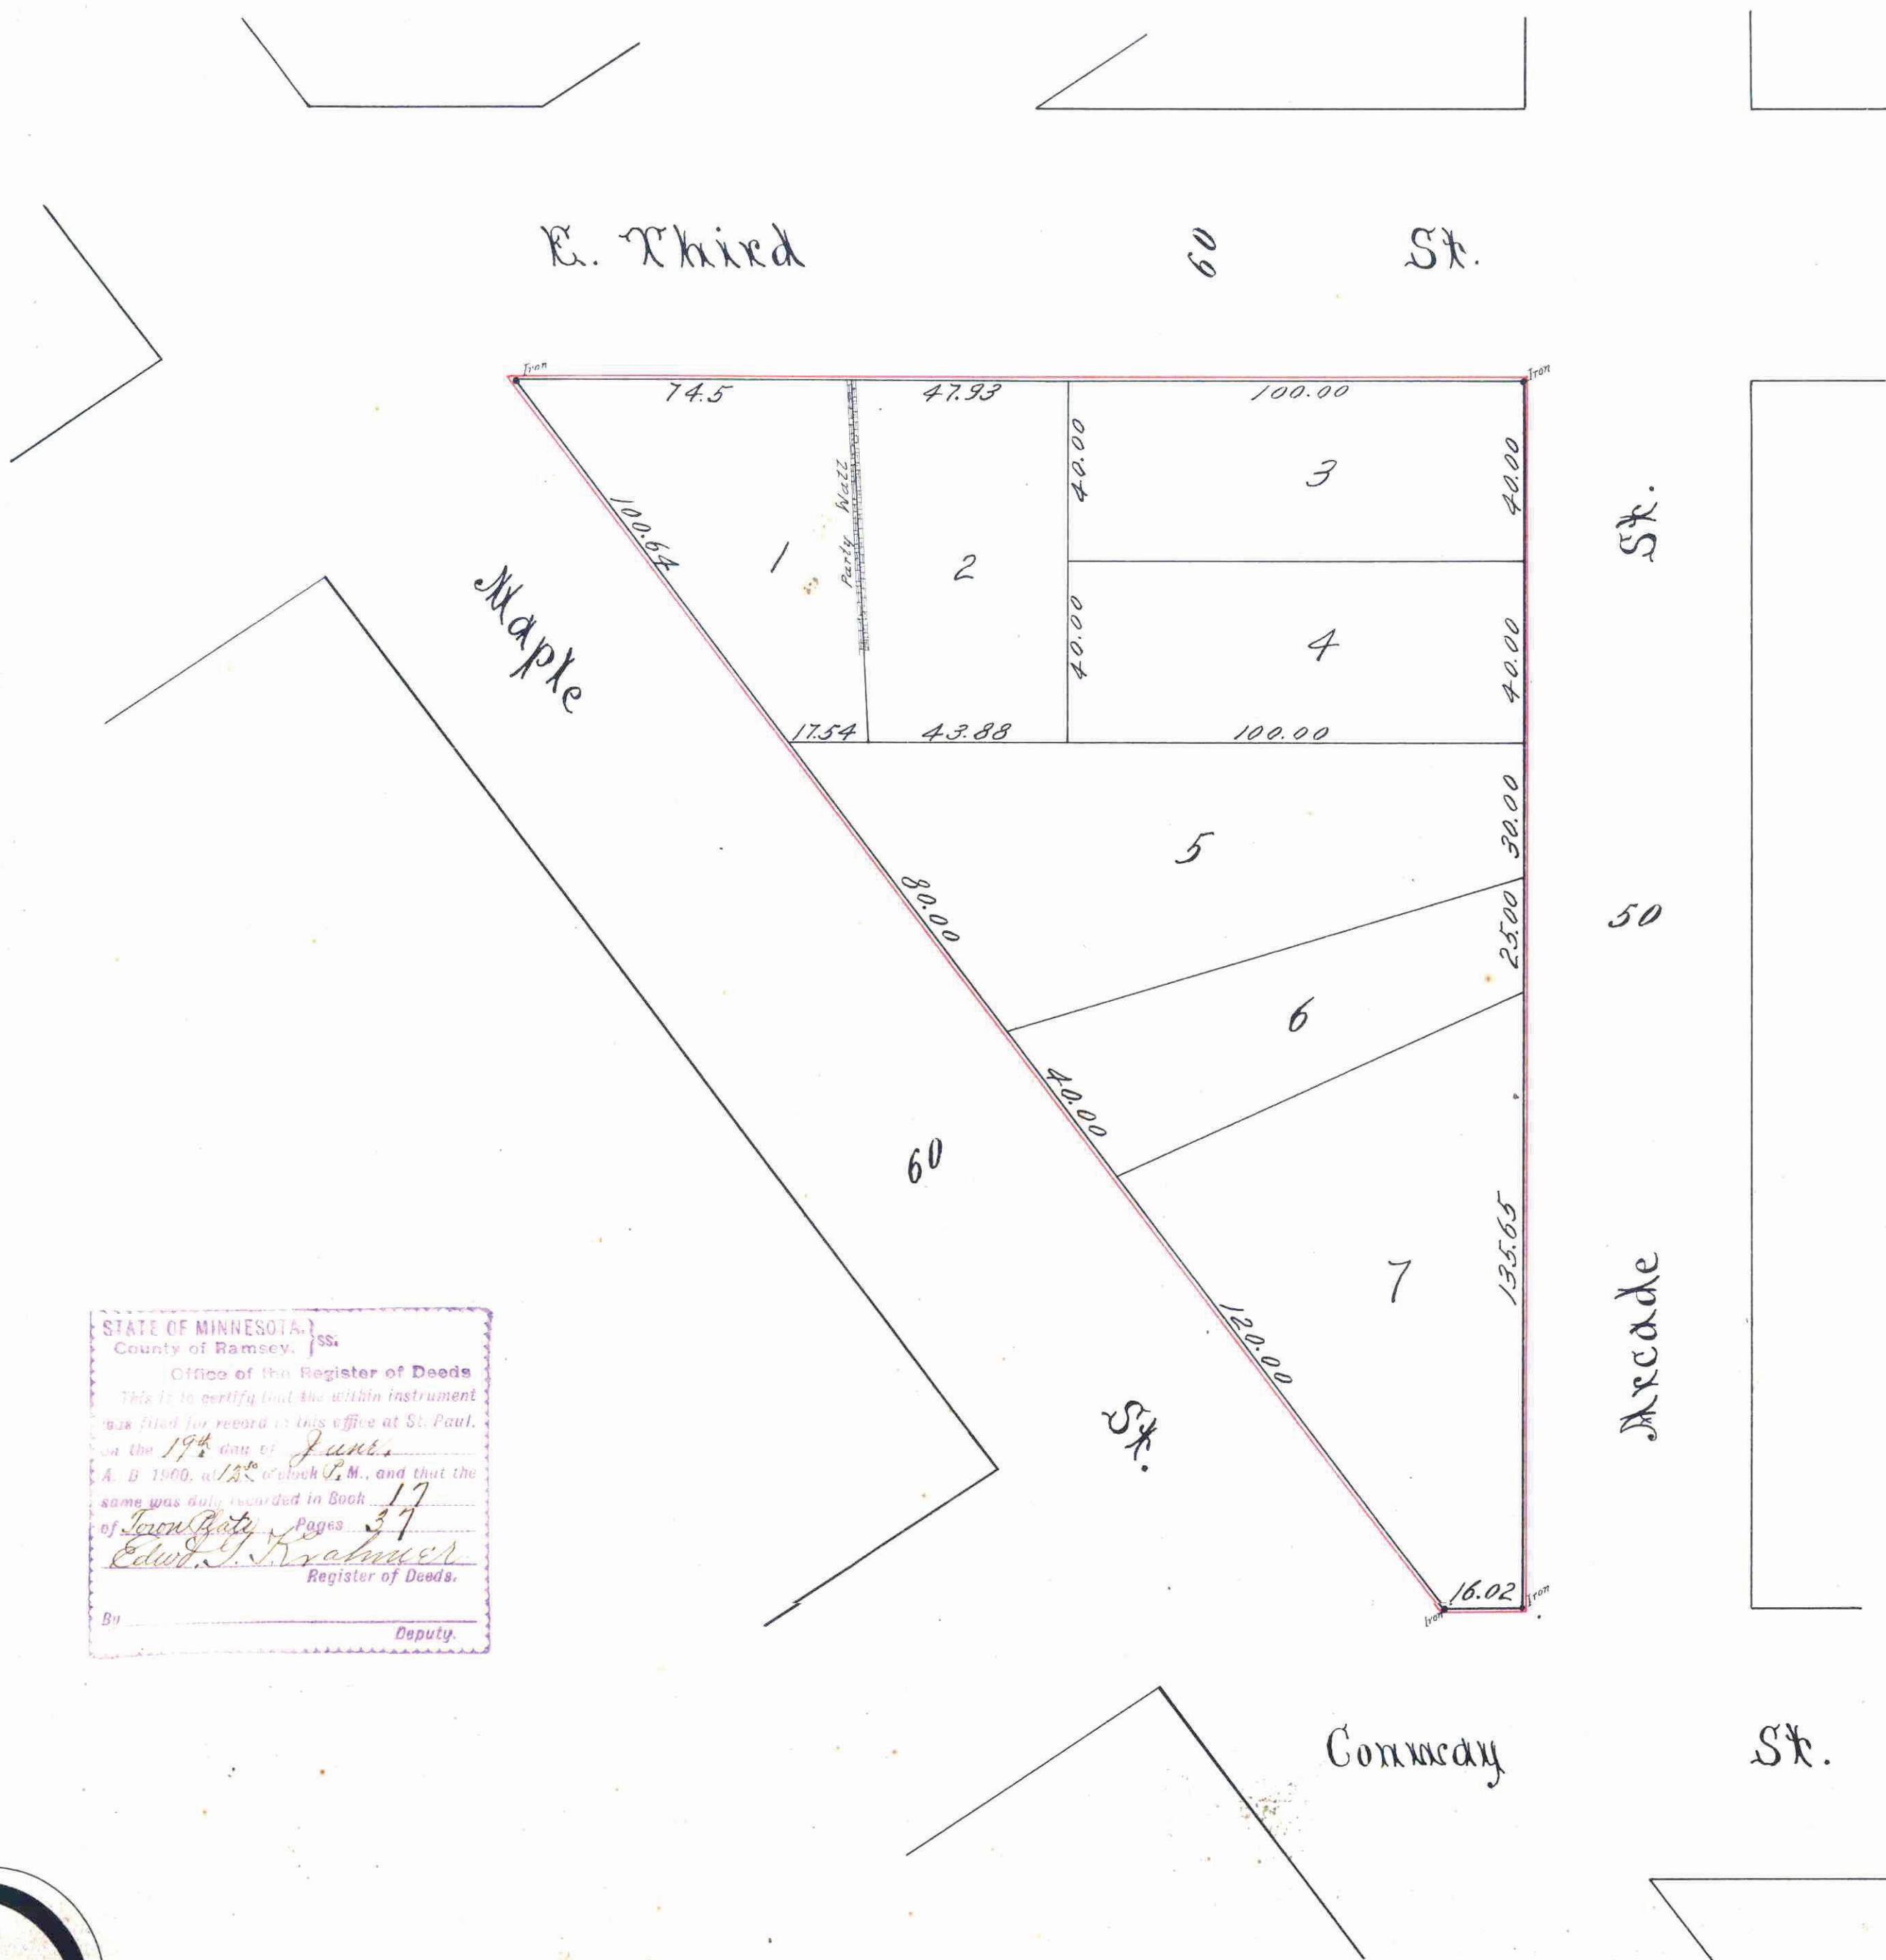 E. Third 60 St.
Iron
Iron
74.5 47.93 100.00
Party Wall
100.64
1
2
40.00
3
40.00
40.00
4
40.00
17.54 43.88 100.00
Maple
60
St.
St.
50
Arcade
5
30.00
80.00
25.00
6
40.00
7
135.65
120.00
16.02
Iron
Iron
Conway St.
STATE OF MINNESOTA. } ss.
County of Ramsey.
Office of the Register of Deeds
This is to certify that the within instrument
was filed for record in this office at St. Paul.
on the 19th day of June.
A. D 1900. at 12 30 o'clock P. M., and that the
same was duly recorded in Book 17
of Town Plats Pages 37
Edwd. G. Krahmer
Register of Deeds.
By
Deputy.